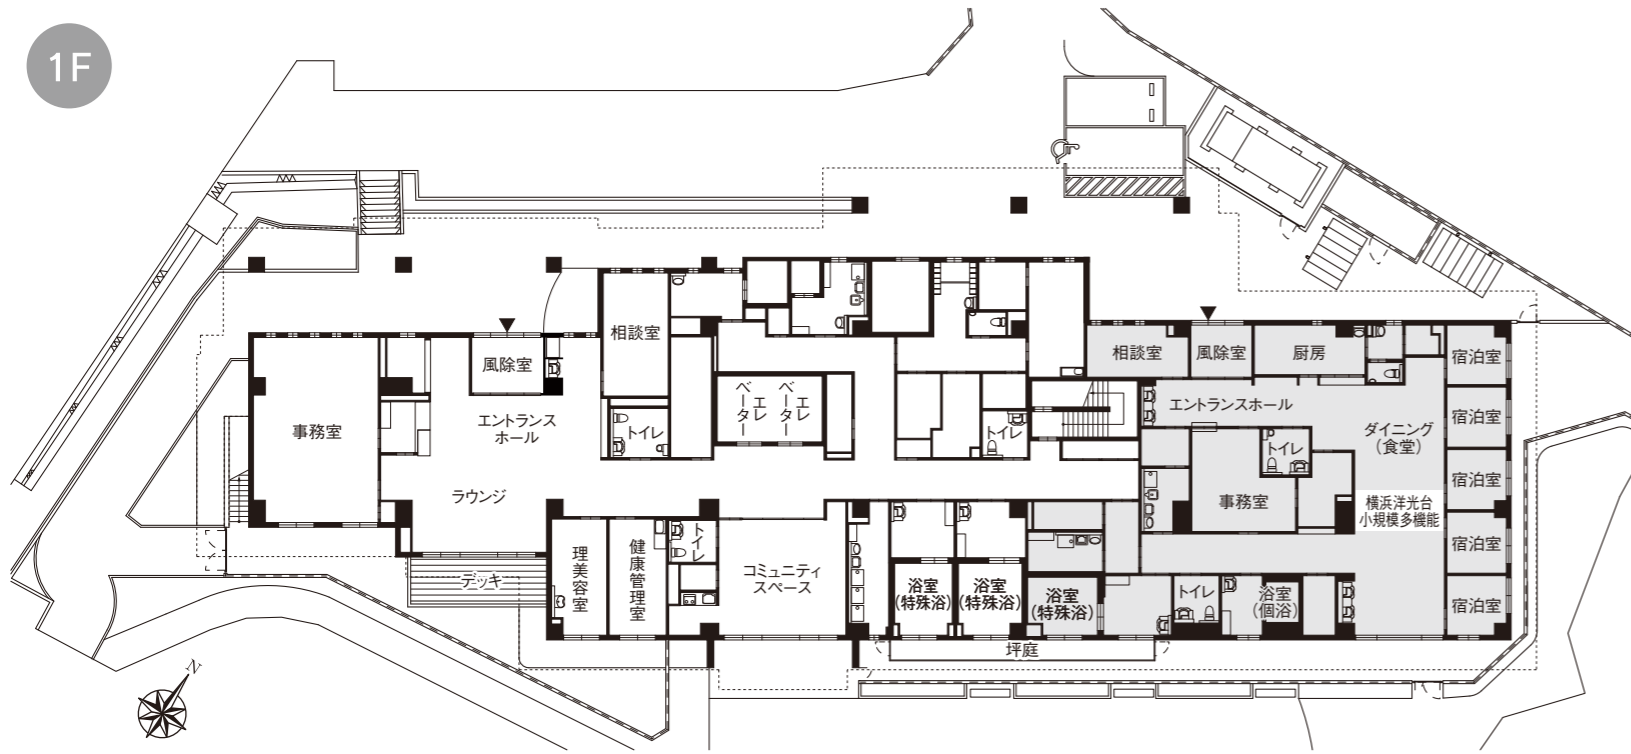 1F
相談室
風除室
事務室
エントランス
ホール
トイレ
エレ
ベーター
エレ
ベーター
ラウンジ
デッキ
理美容室
健康管理室
トイレ
コミュニティ
スペース
トイレ
浴室
(特殊浴)
浴室
(特殊浴)
浴室
(特殊浴)
坪庭
相談室
風除室
厨房
エントランスホール
ダイニング
(食堂)
トイレ
事務室
横浜洋光台
小規模多機能
トイレ
浴室
(個浴)
宿泊室
宿泊室
宿泊室
宿泊室
宿泊室
N